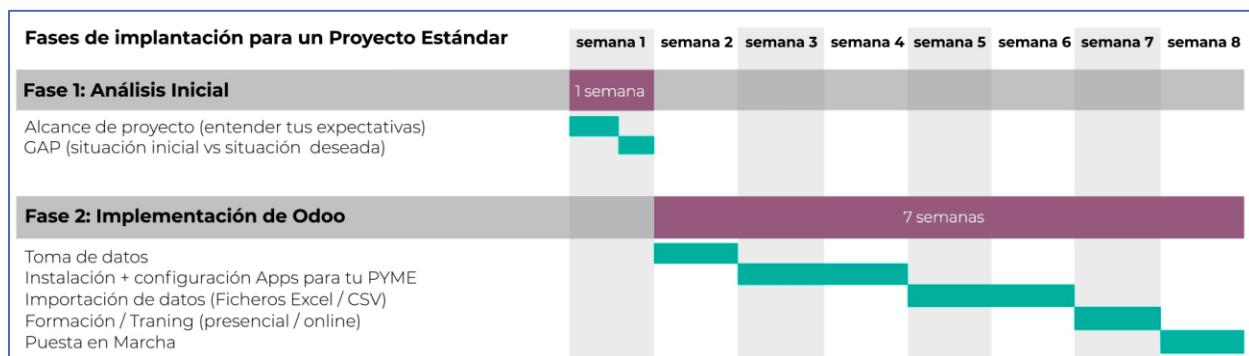 Fases de implantación para un Proyecto Estándar
semana 1 semana 2 semana 3 semana 4 semana 5 semana 6 semana 7 semana 8
Fase 1: Análisis Inicial
1 semana
Alcance de proyecto (entender tus expectativas)
GAP (situación inicial vs situación deseada)
Fase 2: Implementación de Odoo
7 semanas
Toma de datos
Instalación + configuración Apps para tu PYME
Importación de datos (Ficheros Excel / CSV)
Formación / Traning (presencial / online)
Puesta en Marcha